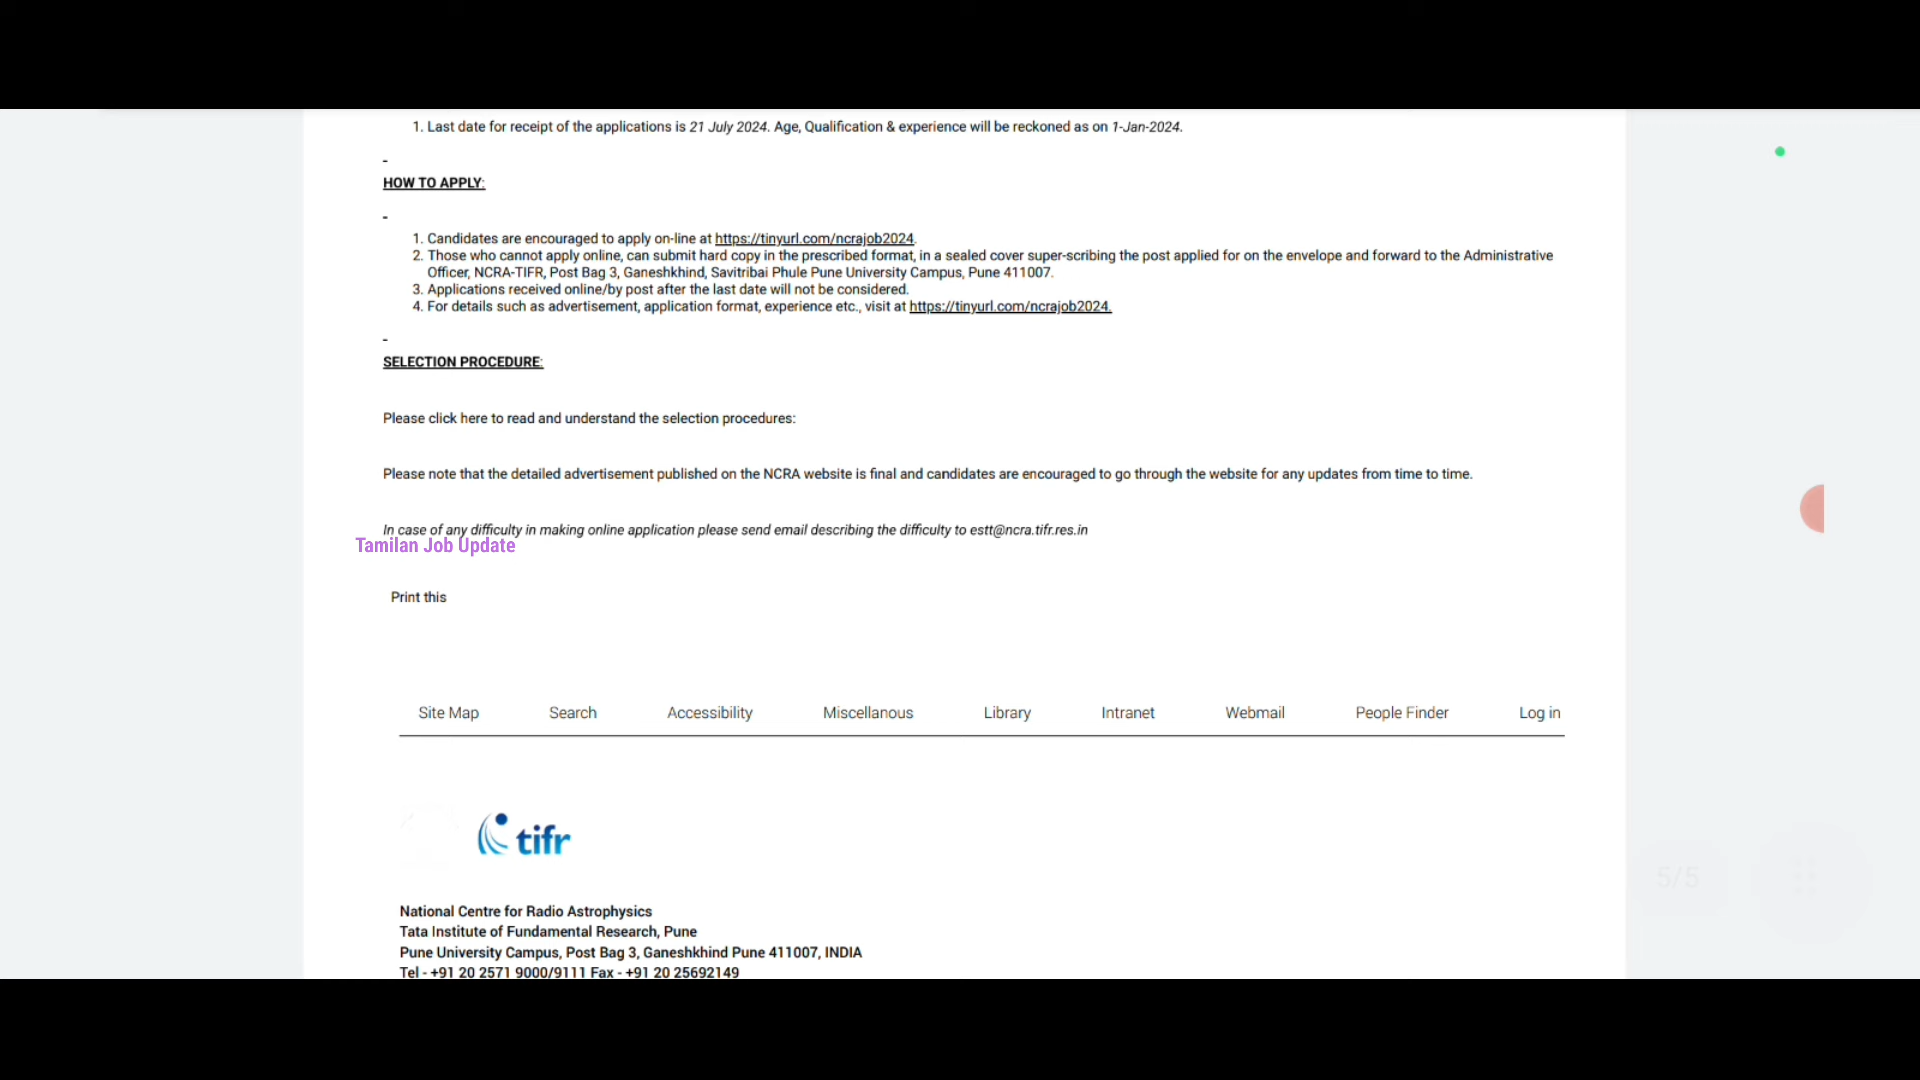 1. Last date for receipt of the applications is 21 July 2024. Age, Qualification & experience will be reckoned as on 1-Jan-2024.
-
HOW TO APPLY:
-
1. Candidates are encouraged to apply on-line at https://tinyurl.com/ncrajob2024.
2. Those who cannot apply online, can submit hard copy in the prescribed format, in a sealed cover super-scribing the post applied for on the envelope and forward to the Administrative
Officer, NCRA-TIFR, Post Bag 3, Ganeshkhind, Savitribai Phule Pune University Campus, Pune 411007.
3. Applications received online/by post after the last date will not be considered.
4. For details such as advertisement, application format, experience etc., visit at https://tinyurl.com/ncrajob2024.
-
SELECTION PROCEDURE:
Please click here to read and understand the selection procedures:
Please note that the detailed advertisement published on the NCRA website is final and candidates are encouraged to go through the website for any updates from time to time.
In case of any difficulty in making online application please send email describing the difficulty to estt@ncra.tifr.res.in
Tamilan Job Update
Print this
Site Map Search Accessibility Miscellanous Library Intranet Webmail People Finder Log in
tifr
5/5
National Centre for Radio Astrophysics
Tata Institute of Fundamental Research, Pune
Pune University Campus, Post Bag 3, Ganeshkhind Pune 411007, INDIA
Tel - +91 20 2571 9000/9111 Fax - +91 20 25692149